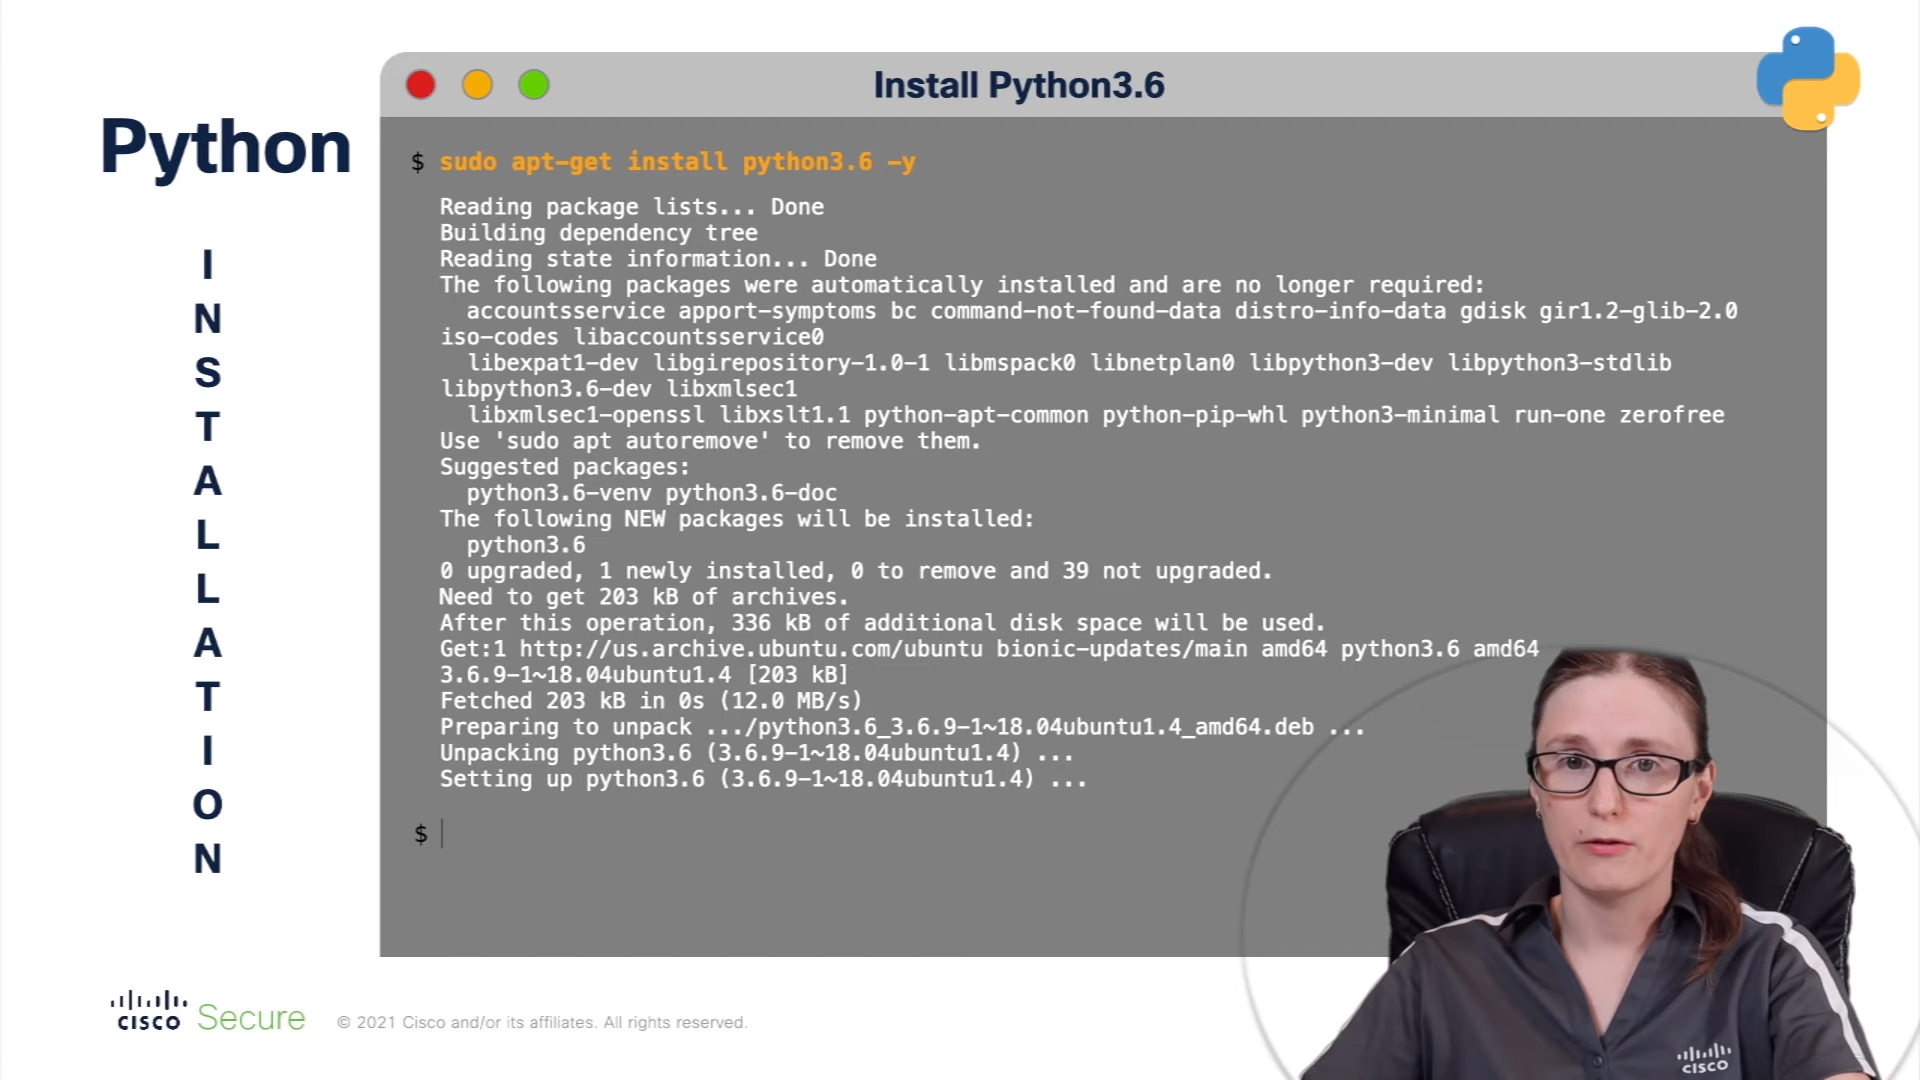 Install Python3.6
Python
I
N
S
T
A
L
L
A
T
I
O
N
$ sudo apt-get install python3.6 -y
Reading package lists... Done
Building dependency tree
Reading state information... Done
The following packages were automatically installed and are no longer required:
accountsservice apport-symptoms bc command-not-found-data distro-info-data gdisk gir1.2-glib-2.0
iso-codes libaccountsservice0
libexpat1-dev libgirepository-1.0-1 libmspack0 libnetplan0 libpython3-dev libpython3-stdlib
libpython3.6-dev libxmlsec1
libxmlsec1-openssl libxslt1.1 python-apt-common python-pip-whl python3-minimal run-one zerofree
Use 'sudo apt autoremove' to remove them.
Suggested packages:
python3.6-venv python3.6-doc
The following NEW packages will be installed:
python3.6
0 upgraded, 1 newly installed, 0 to remove and 39 not upgraded.
Need to get 203 kB of archives.
After this operation, 336 kB of additional disk space will be used.
Get:1 http://us.archive.ubuntu.com/ubuntu bionic-updates/main amd64 python3.6 amd64
3.6.9-1~18.04ubuntu1.4 [203 kB]
Fetched 203 kB in 0s (12.0 MB/s)
Preparing to unpack .../python3.6_3.6.9-1~18.04ubuntu1.4_amd64.deb ...
Unpacking python3.6 (3.6.9-1~18.04ubuntu1.4) ...
Setting up python3.6 (3.6.9-1~18.04ubuntu1.4) ...
$
CISCO Secure © 2021 Cisco and/or its affiliates. All rights reserved.
CISCO